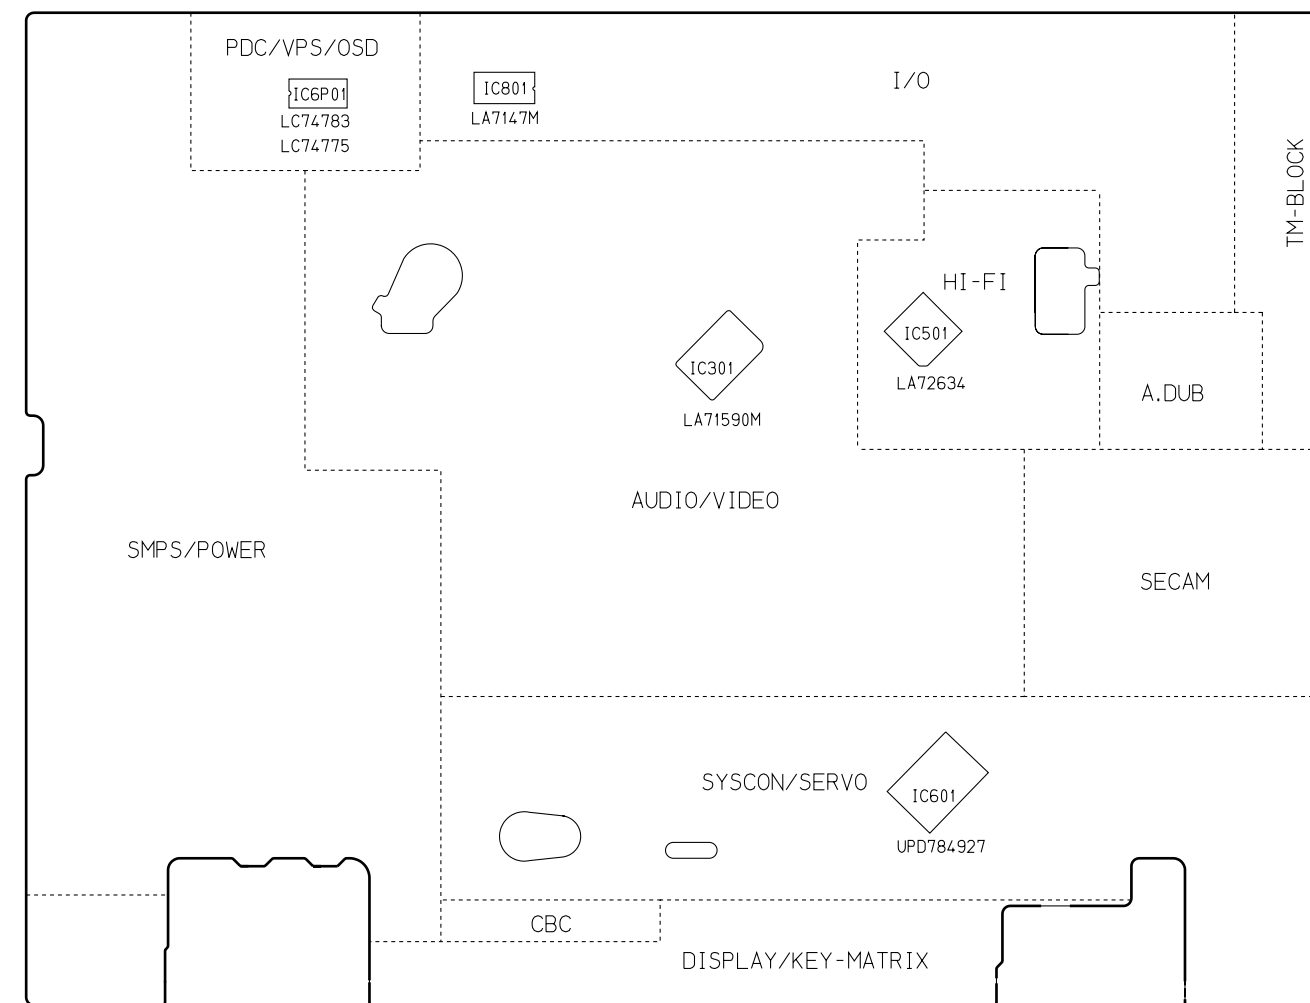 PDC/VPS/OSD
IC6P01
LC74783
LC74775
IC801
LA7147M
I/O
TM-BLOCK
HI-FI
IC501
LA72634
IC301
LA71590M
A.DUB
AUDIO/VIDEO
SMPS/POWER
SECAM
SYSCON/SERVO
IC601
UPD784927
CBC
DISPLAY/KEY-MATRIX